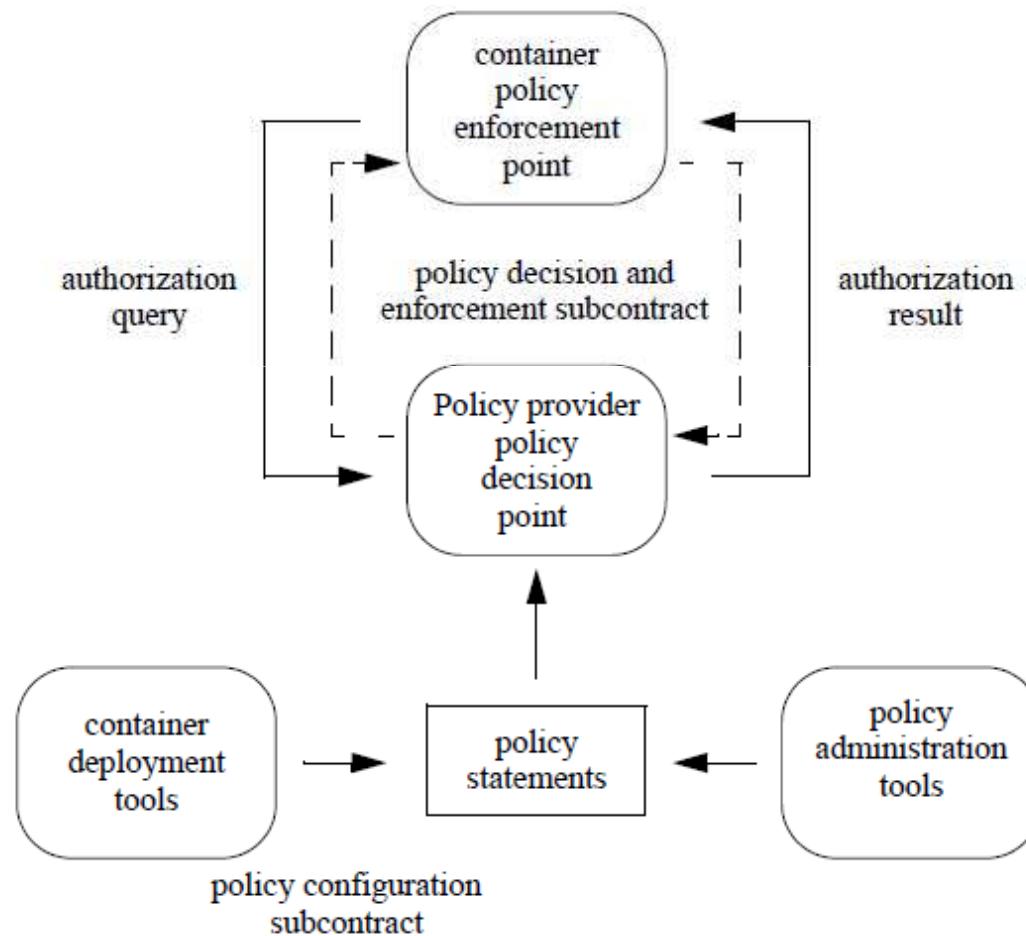 container
policy
enforcement
point
authorization
query
policy decision and
enforcement subcontract
authorization
result
Policy provider
policy
decision
point
container
deployment
tools
policy
statements
policy
administration
tools
policy configuration
subcontract